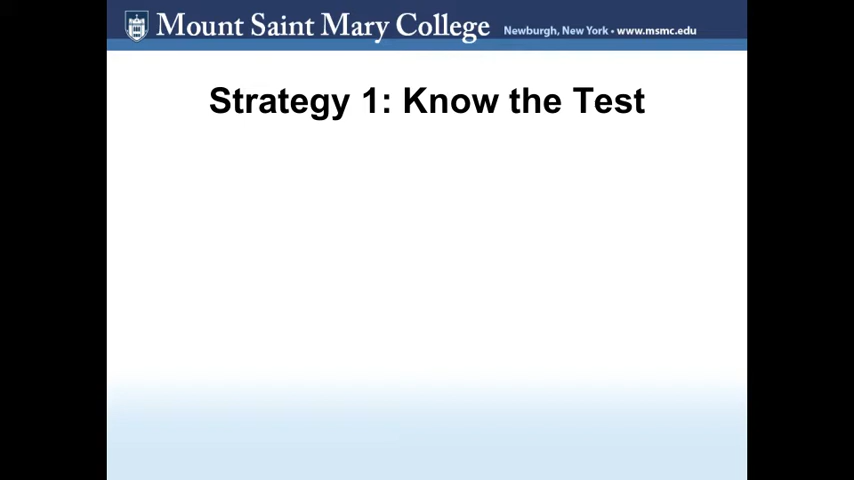 Mount Saint Mary College Newburgh, New York • www.msmc.edu
Strategy 1: Know the Test